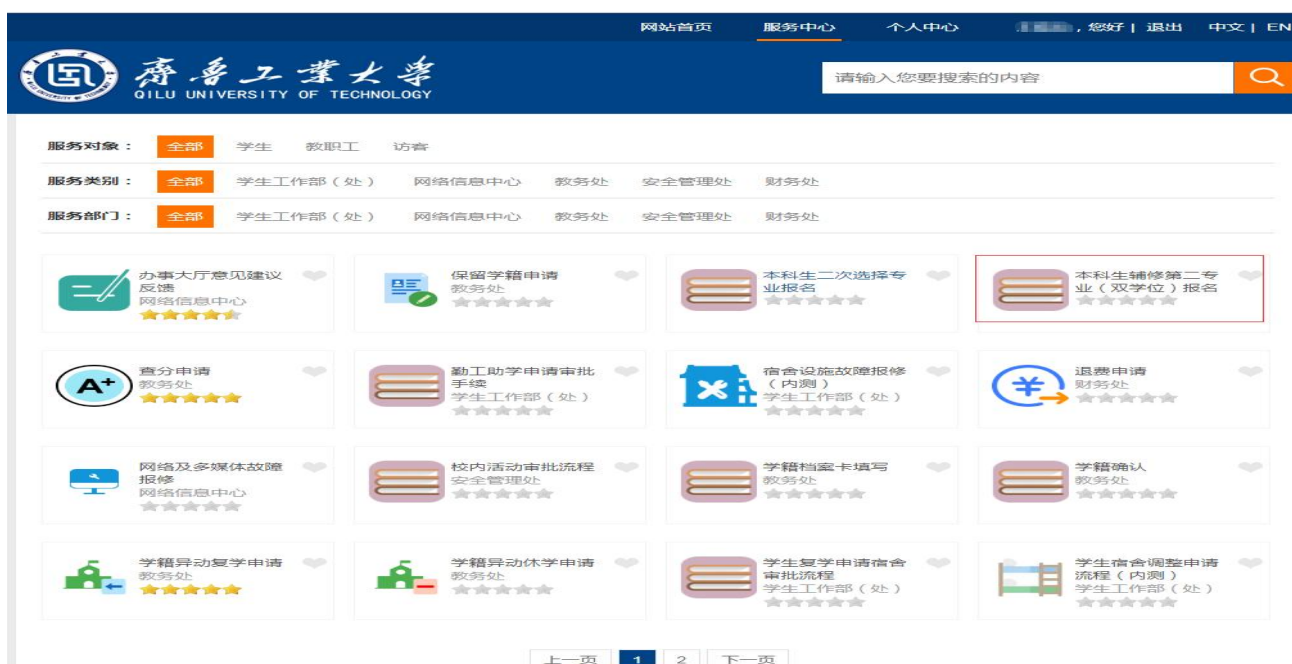 网站首页 服务中心 个人中心 ，您好 | 退出 中文 | EN
齐鲁工业大学
QILU UNIVERSITY OF TECHNOLOGY
请输入您要搜索的内容
服务对象： 全部 学生 教职工 访客
服务类别： 全部 学生工作部（处） 网络信息中心 教务处 安全管理处 财务处
服务部门： 全部 学生工作部（处） 网络信息中心 教务处 安全管理处 财务处
办事大厅意见建议
反馈
网络信息中心
保留学籍申请
教务处
本科生二次选择专
业报名
本科生辅修第二专
业（双学位）报名
A+
查分申请
教务处
勤工助学申请审批
手续
学生工作部（处）
宿舍设施故障报修
（内测）
学生工作部（处）
¥
退费申请
财务处
网络及多媒体故障
报修
网络信息中心
校内活动审批流程
安全管理处
学籍档案卡填写
教务处
学籍确认
教务处
学籍异动复学申请
教务处
学籍异动休学申请
教务处
学生复学申请宿舍
审批流程
学生工作部（处）
学生宿舍调整申请
流程（内测）
学生工作部（处）
上一页 1 2 下一页